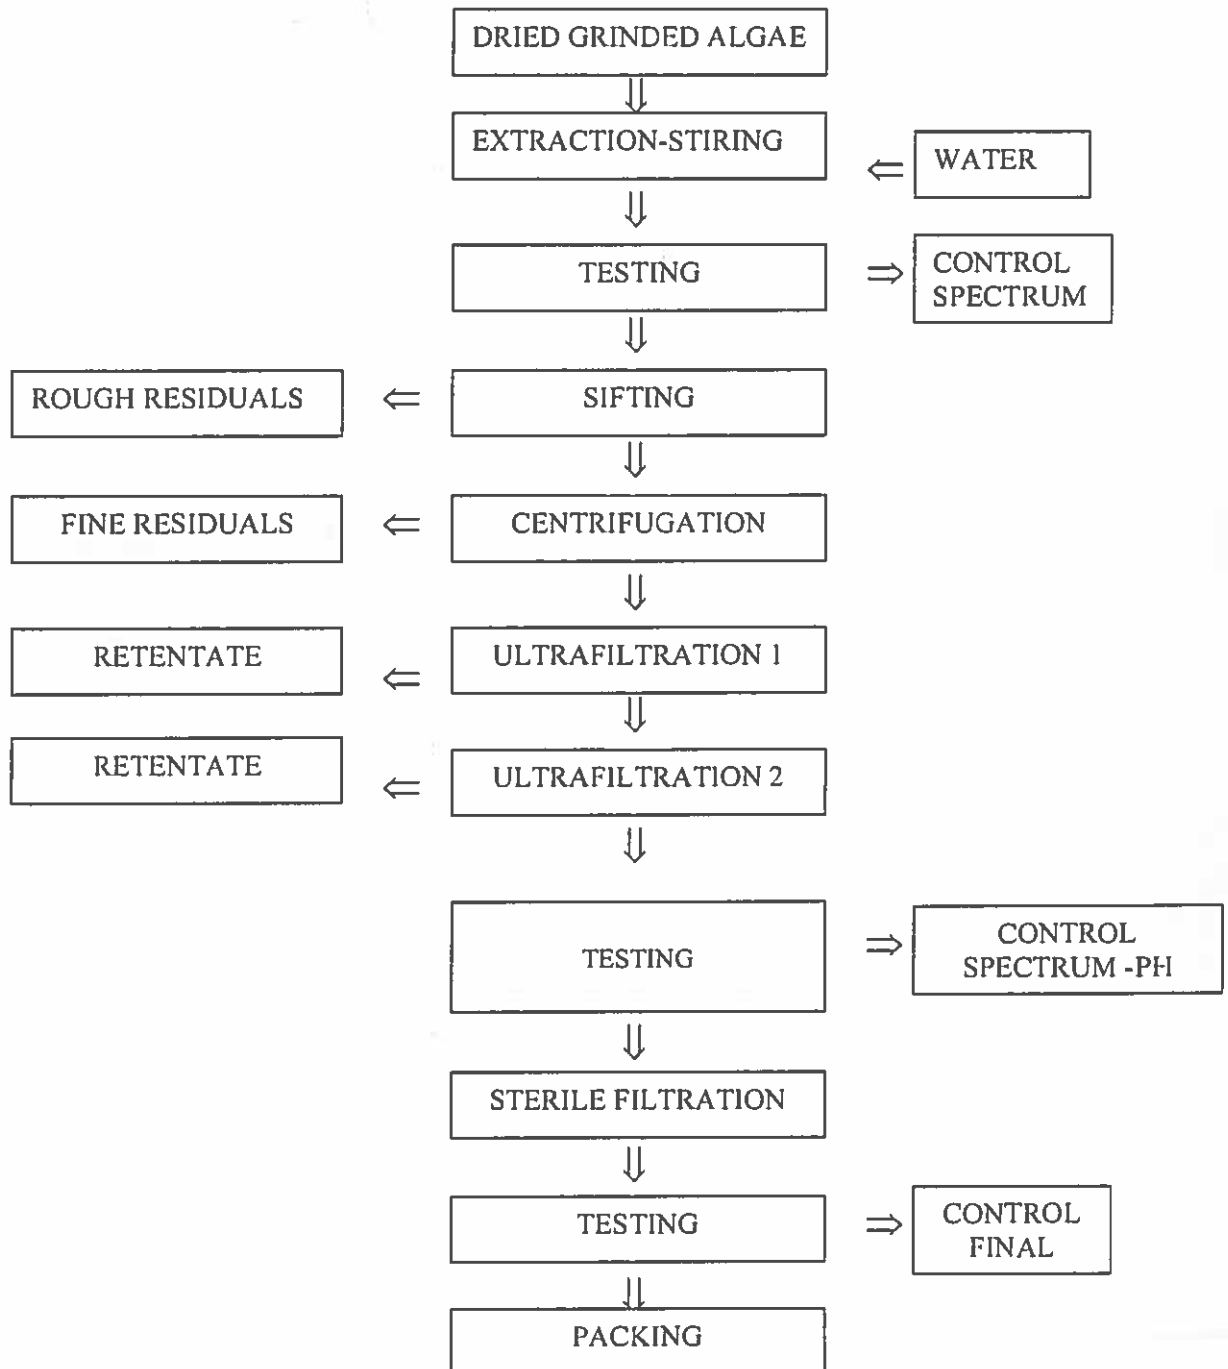 DRIED GRINDED ALGAE
EXTRACTION-STIRING
WATER
TESTING
CONTROL
SPECTRUM
ROUGH RESIDUALS
SIFTING
FINE RESIDUALS
CENTRIFUGATION
RETENTATE
ULTRAFILTRATION 1
RETENTATE
ULTRAFILTRATION 2
TESTING
CONTROL
SPECTRUM -PH
STERILE FILTRATION
TESTING
CONTROL
FINAL
PACKING